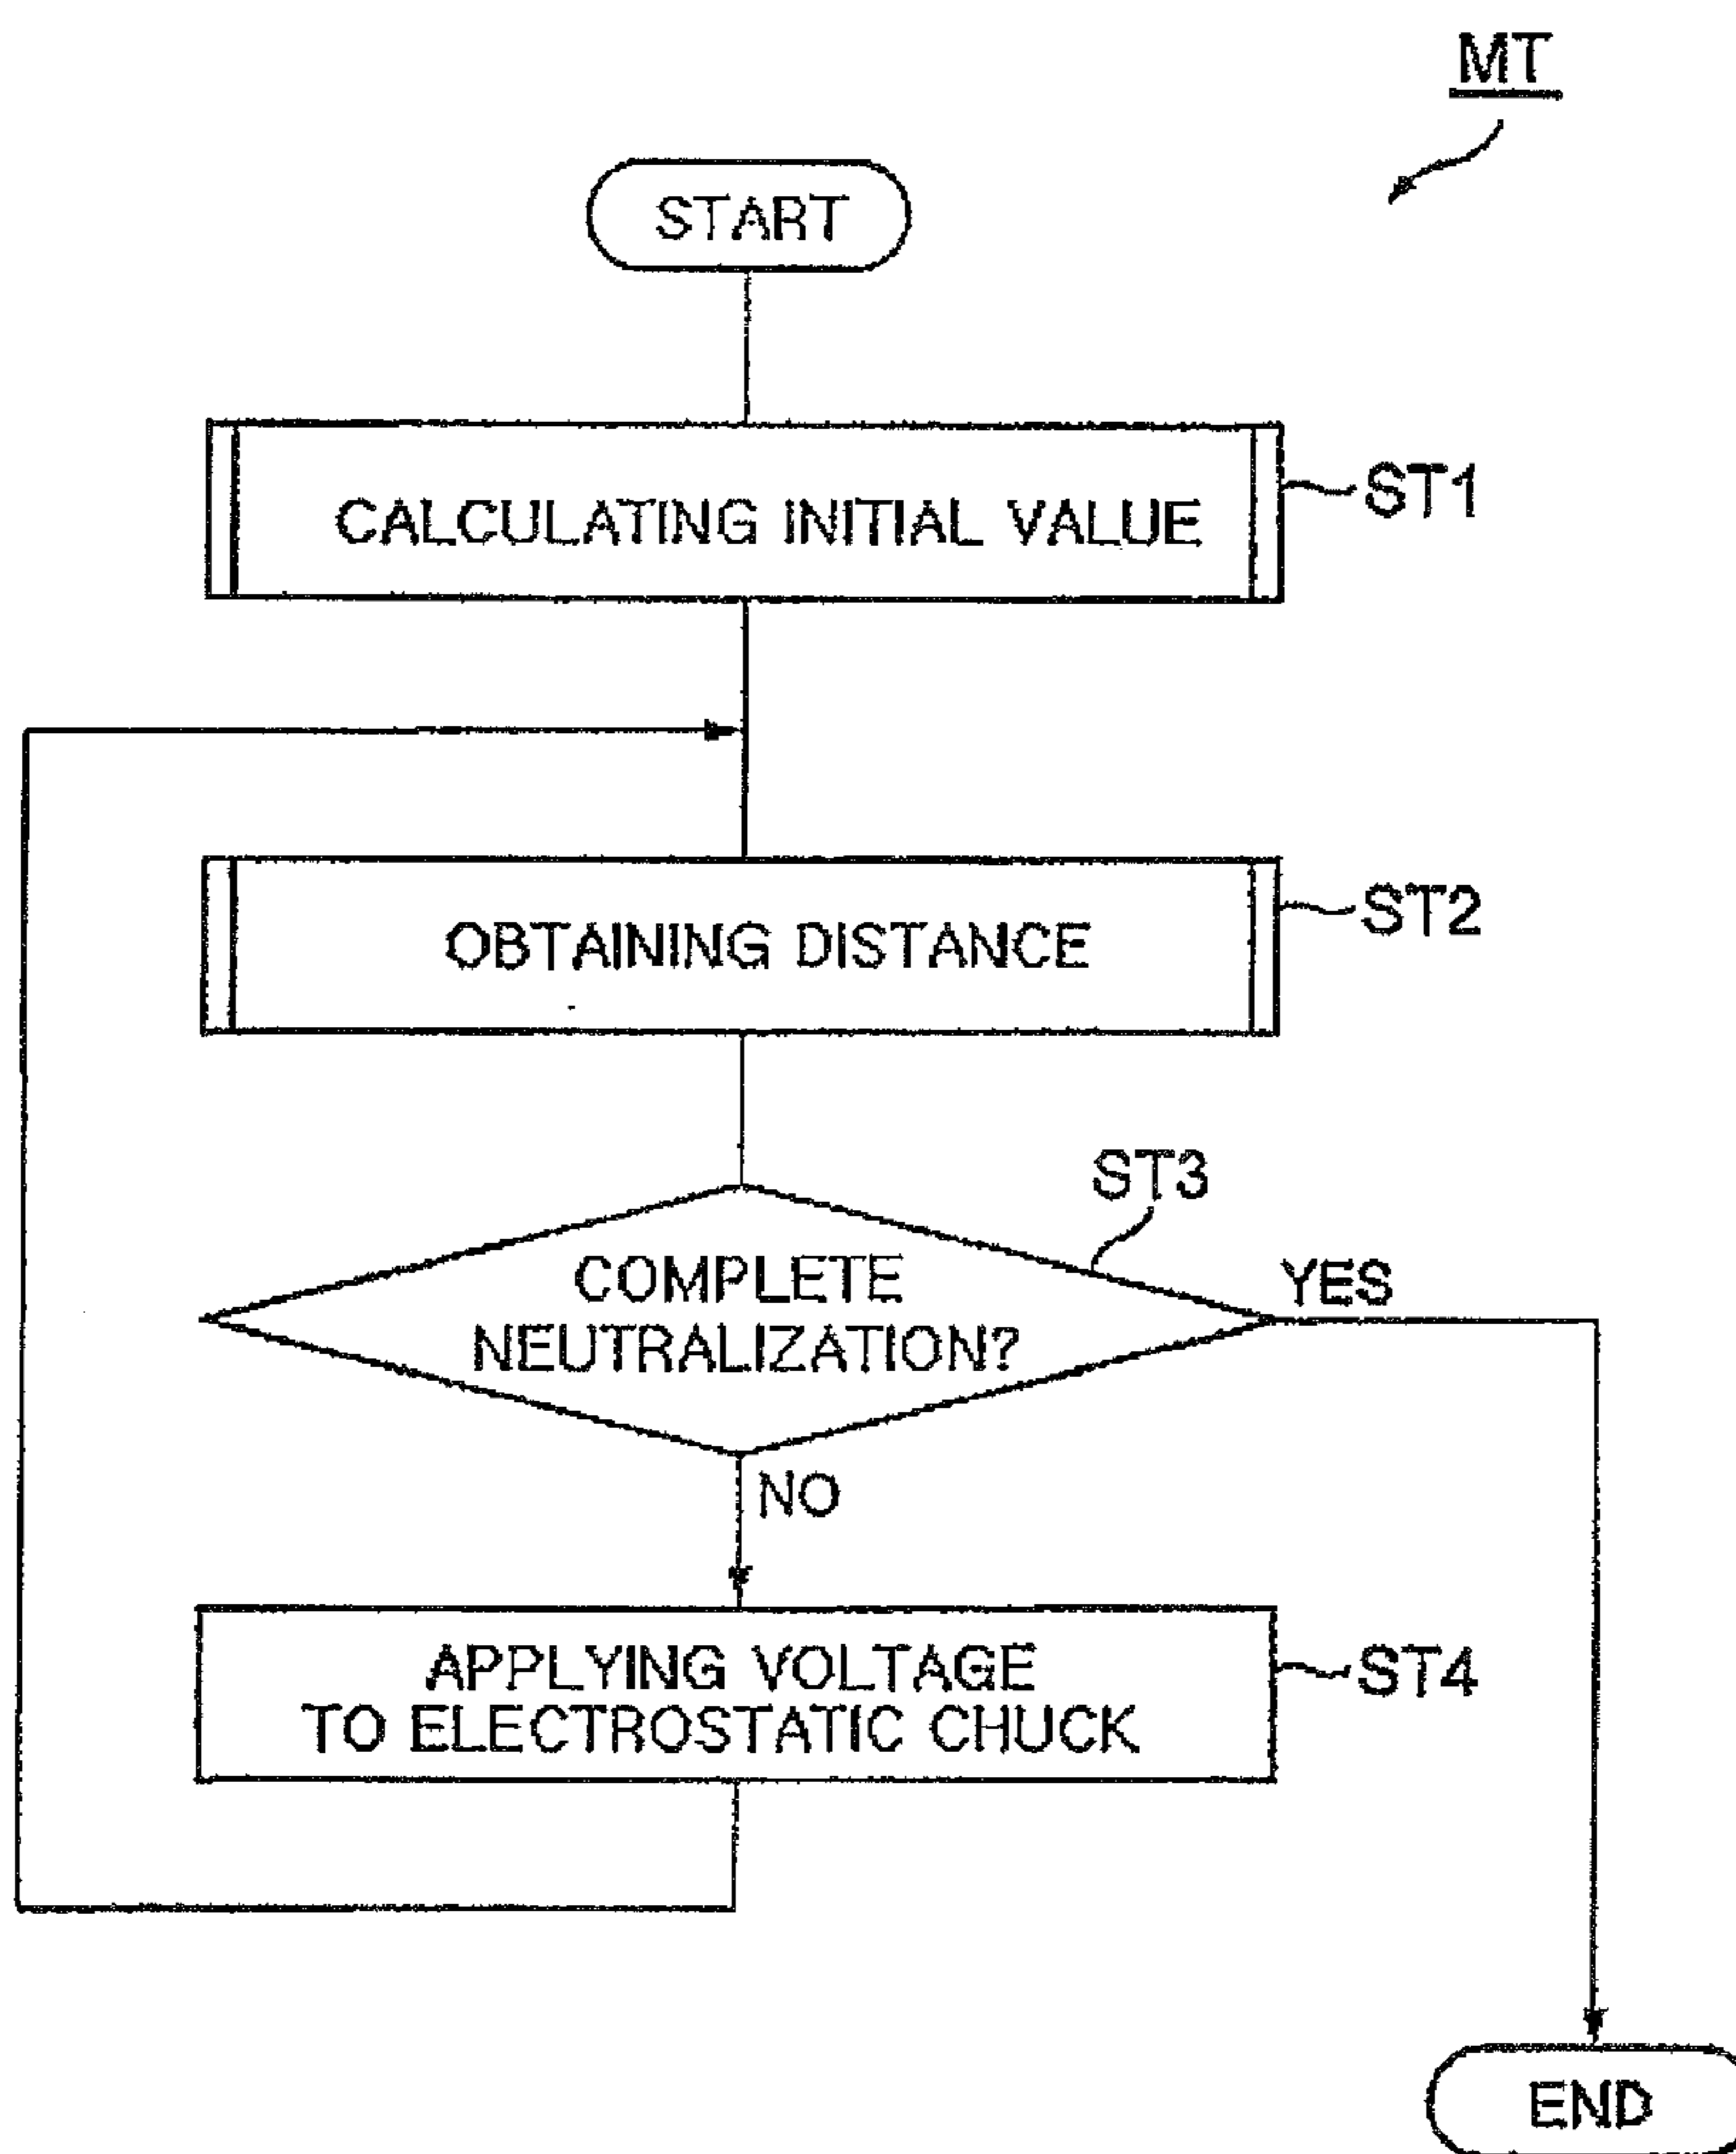 MT
START
CALCULATING INITIAL VALUE
ST1
OBTAINING DISTANCE
ST2
ST3
COMPLETE
NEUTRALIZATION?
YES
NO
APPLYING VOLTAGE
TO ELECTROSTATIC CHUCK
ST4
END